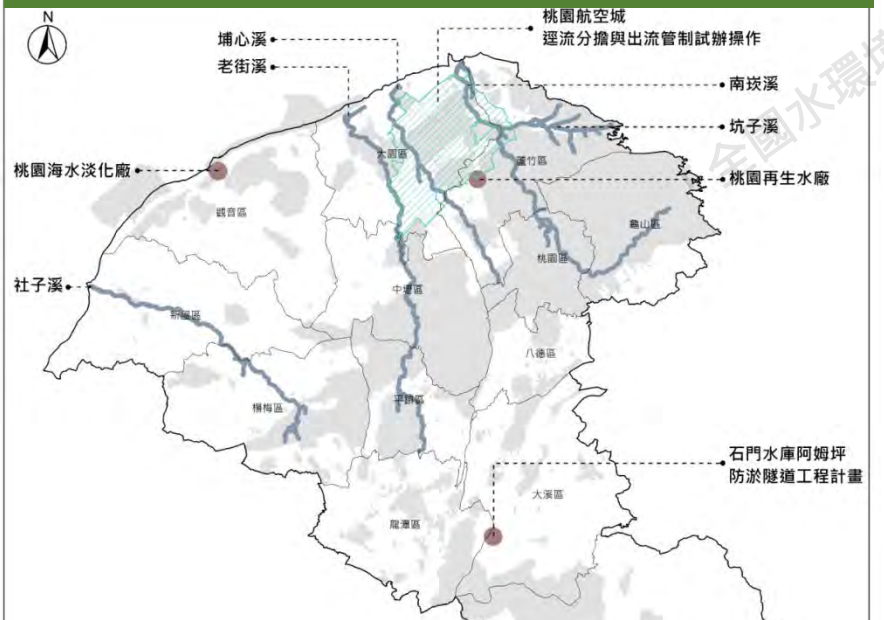 N
桃園航空城
逕流分擔與出流管制試辦操作
埔心溪
老街溪
南崁溪
坑子溪
桃園海水淡化廠
桃園再生水廠
社子溪
石門水庫阿姆坪
防淤隧道工程計畫
大園區
蘆竹區
觀音區
龜山區
桃園區
中壢區
新屋區
八德區
楊梅區
平鎮區
大溪區
龍潭區
全國水環境